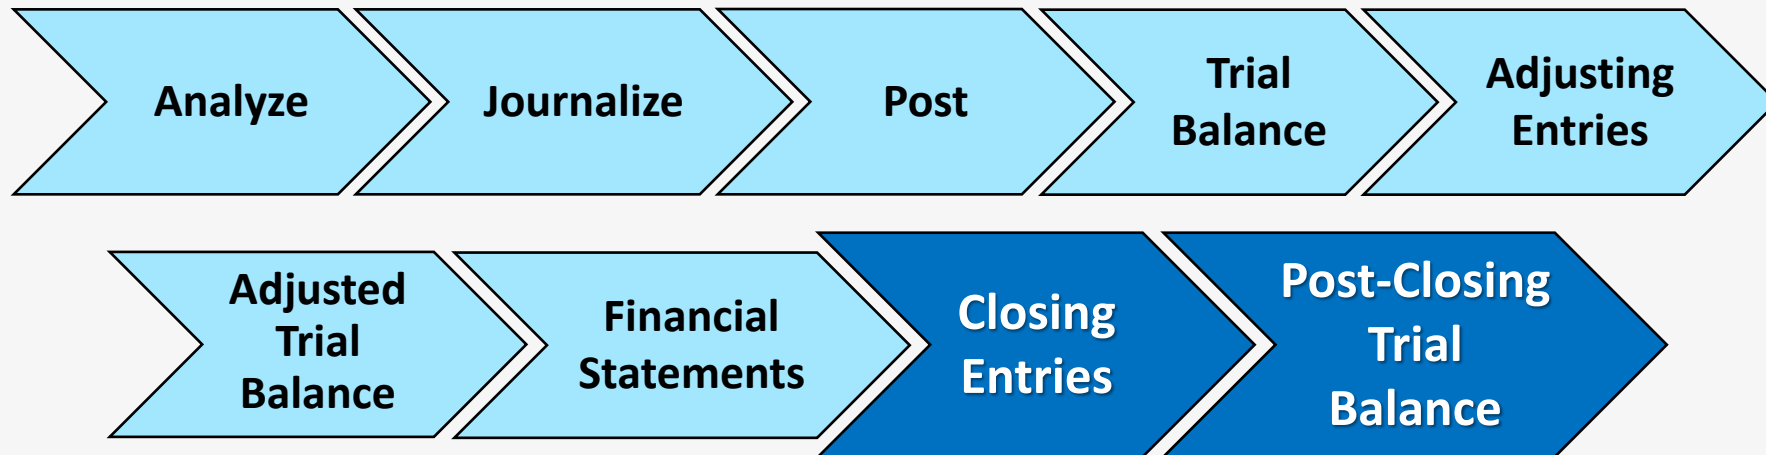 Analyze
Journalize
Post
Trial
Balance
Adjusting
Entries
Adjusted
Trial
Balance
Financial
Statements
Closing
Entries
Post-Closing
Trial
Balance